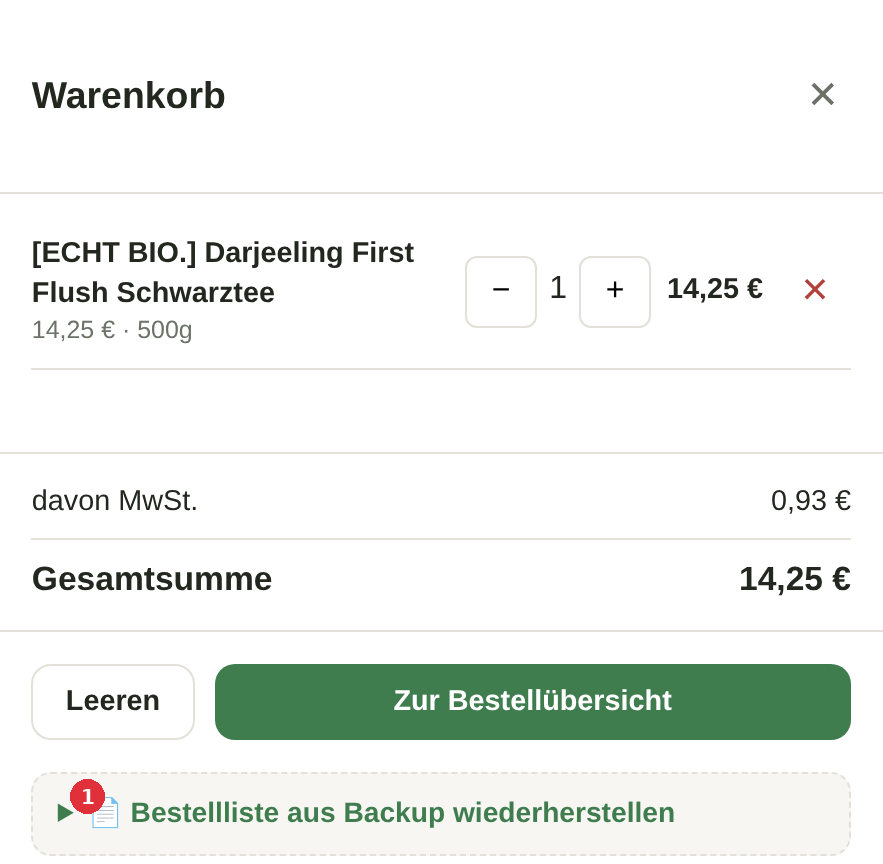 Warenkorb ✕
[ECHT BIO.] Darjeeling First
Flush Schwarztee
14,25 € · 500g
− 1 + 14,25 € ✕
davon MwSt. 0,93 €
Gesamtsumme 14,25 €
Leeren Zur Bestellübersicht
▶ 1 📄 Bestellliste aus Backup wiederherstellen